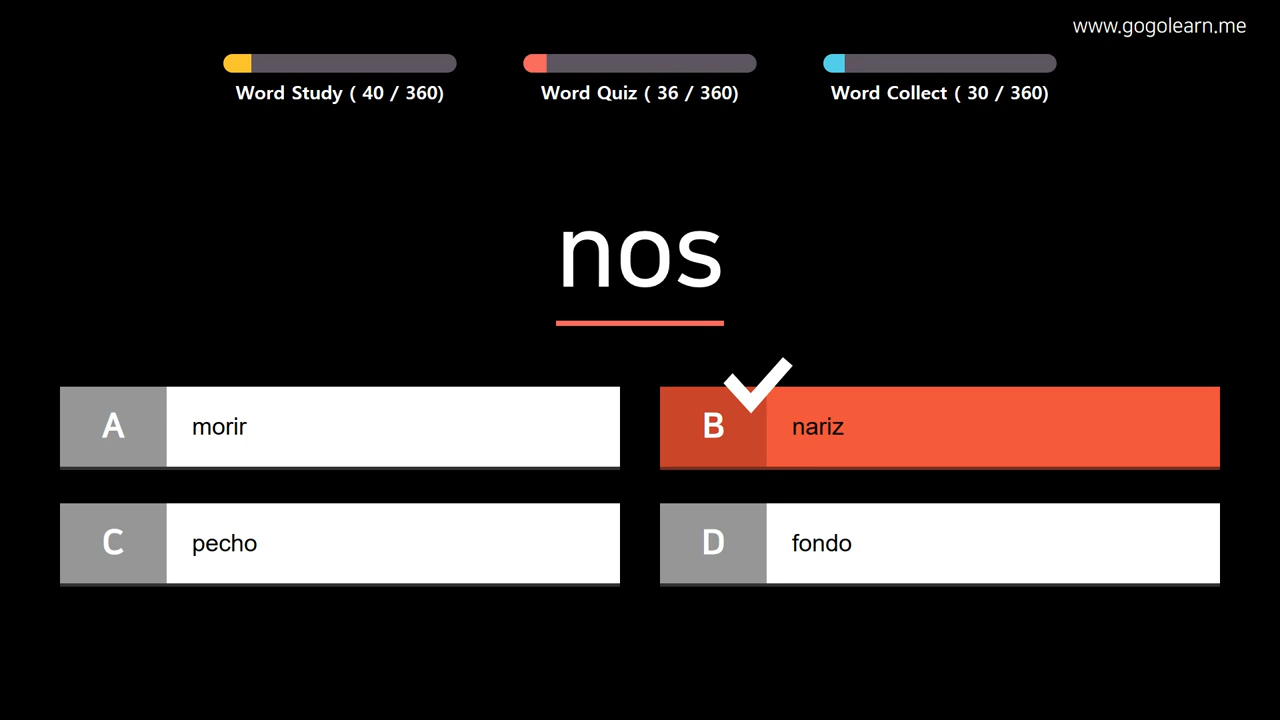 www.gogolearn.me
Word Study ( 40 / 360)
Word Quiz ( 36 / 360)
Word Collect ( 30 / 360)
nos
A morir
B nariz
C pecho
D fondo